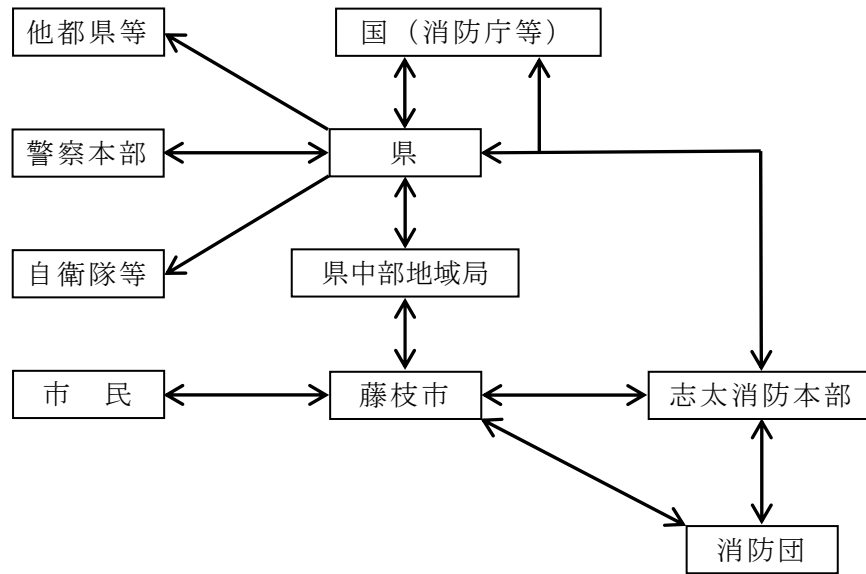 他都県等
国（消防庁等）
警察本部
県
自衛隊等
県中部地域局
市　民
藤枝市
志太消防本部
消防団